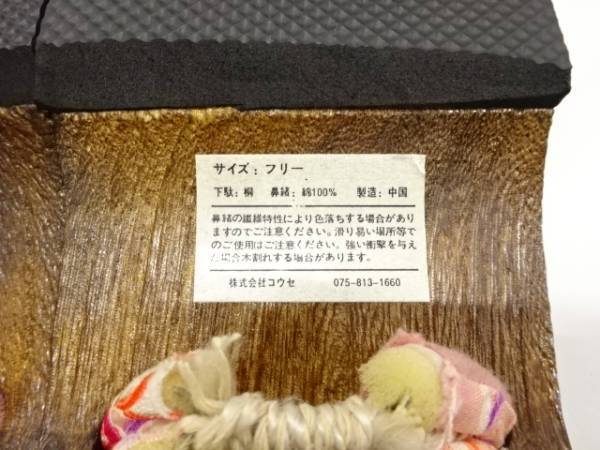 サイズ：フリー
下駄：桐　鼻緒：綿100%　製造：中国
鼻緒の繊維特性により色落ちする場合があり
ますのでご注意ください。滑り易い場所等で
のご使用はご注意ください。強い衝撃を与え
た場合木割れする場合があります。
株式会社コウセ　075-813-1660